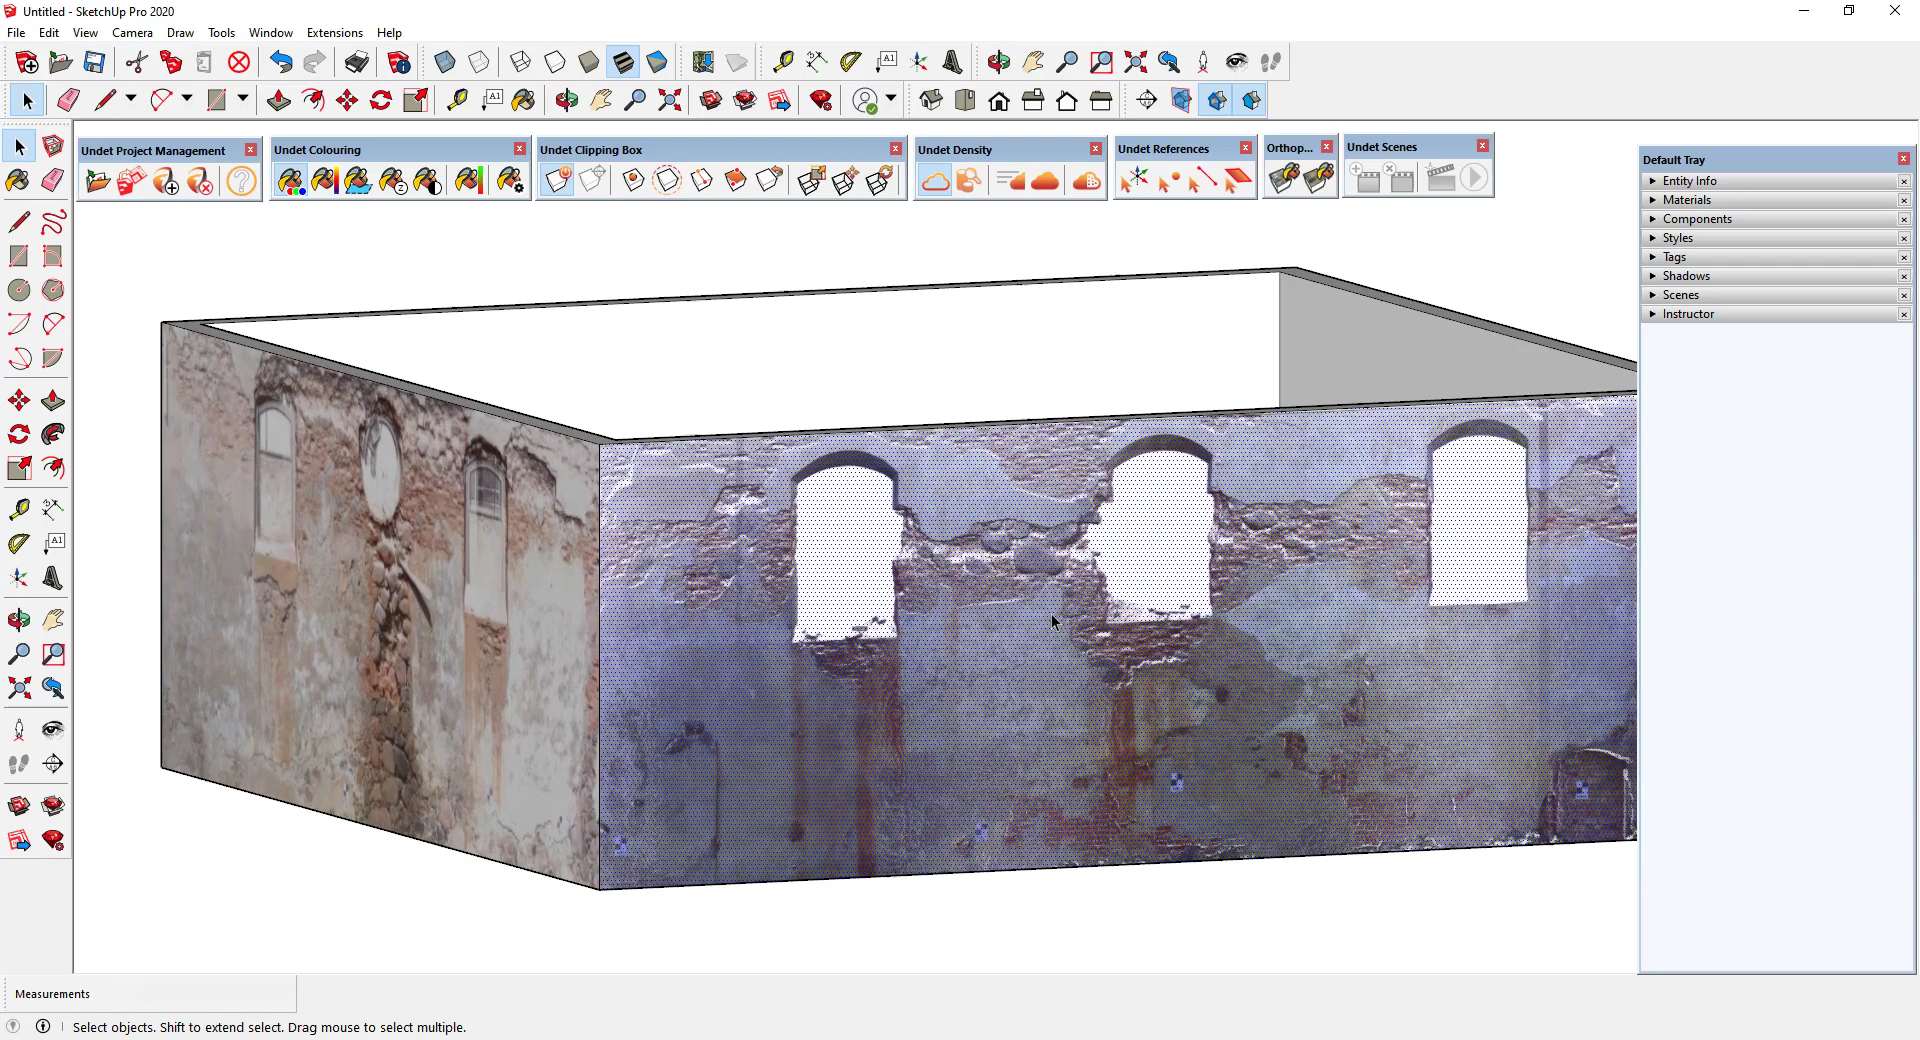 Untitled - SketchUp Pro 2020
File Edit View Camera Draw Tools Window Extensions Help
Undet Project Management
Undet Colouring
Undet Clipping Box
Undet Density
Undet References
Orthop...
Undet Scenes
Default Tray
Entity Info
Materials
Components
Styles
Tags
Shadows
Scenes
Instructor
Measurements
Select objects. Shift to extend select. Drag mouse to select multiple.